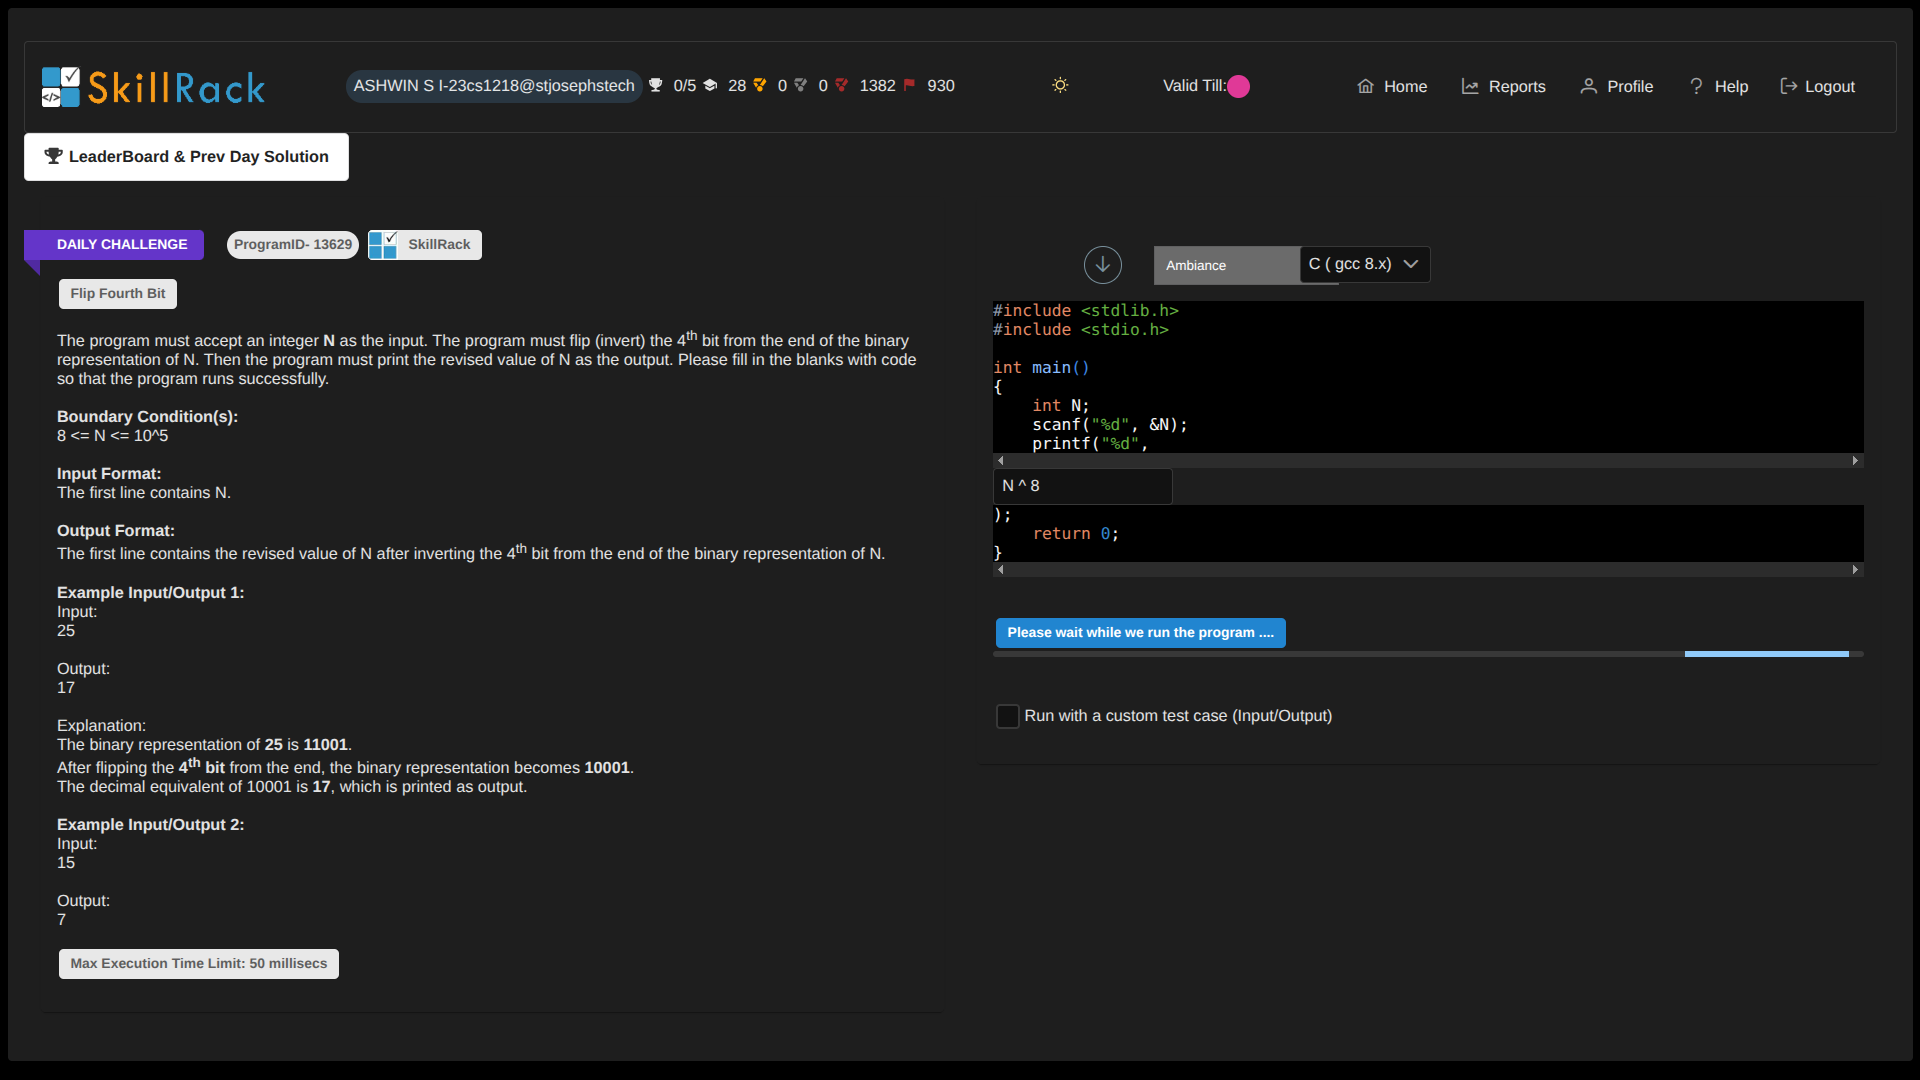 </>
SkillRack
ASHWIN S I-23cs1218@stjosephstech 0/5 28 0 0 1382 930
Valid Till:
Home Reports Profile Help Logout
LeaderBoard & Prev Day Solution
DAILY CHALLENGE ProgramID- 13629 SkillRack
Flip Fourth Bit
The program must accept an integer N as the input. The program must flip (invert) the 4th bit from the end of the binary
representation of N. Then the program must print the revised value of N as the output. Please fill in the blanks with code
so that the program runs successfully.
Boundary Condition(s):
8 <= N <= 10^5
Input Format:
The first line contains N.
Output Format:
The first line contains the revised value of N after inverting the 4th bit from the end of the binary representation of N.
Example Input/Output 1:
Input:
25
Output:
17
Explanation:
The binary representation of 25 is 11001.
After flipping the 4th bit from the end, the binary representation becomes 10001.
The decimal equivalent of 10001 is 17, which is printed as output.
Example Input/Output 2:
Input:
15
Output:
7
Max Execution Time Limit: 50 millisecs
Ambiance C ( gcc 8.x)
#include <stdlib.h>
#include <stdio.h>
int main()
{
int N;
scanf("%d", &N);
printf("%d",
N ^ 8
);
return 0;
}
Please wait while we run the program ....
Run with a custom test case (Input/Output)